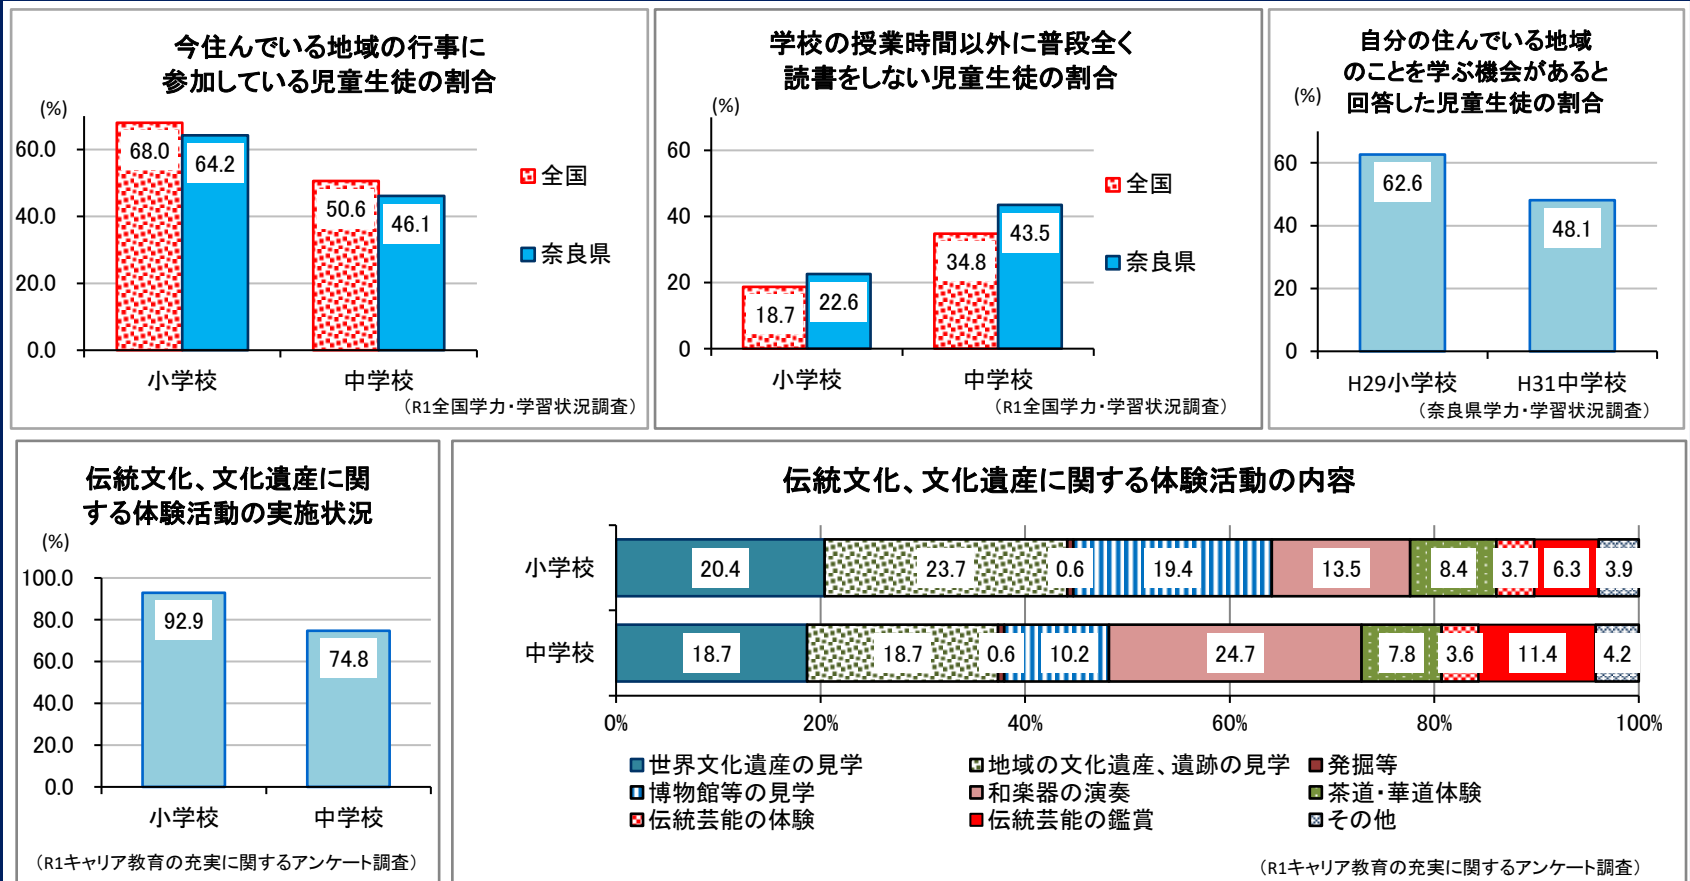 今住んでいる地域の行事に
参加している児童生徒の割合
(%)
60.0
40.0
20.0
0.0
68.0
64.2
50.6
46.1
小学校
中学校
全国
奈良県
（R1全国学力・学習状況調査）
学校の授業時間以外に普段全く
読書をしない児童生徒の割合
(%)
60
40
20
0
18.7
22.6
34.8
43.5
小学校
中学校
全国
奈良県
（R1全国学力・学習状況調査）
自分の住んでいる地域
のことを学ぶ機会があると
回答した児童生徒の割合
(%)
60
40
20
0
62.6
48.1
H29小学校
H31中学校
（奈良県学力・学習状況調査）
伝統文化、文化遺産に関
する体験活動の実施状況
(%)
100.0
80.0
60.0
40.0
20.0
0.0
92.9
74.8
小学校
中学校
（R1キャリア教育の充実に関するアンケート調査）
伝統文化、文化遺産に関する体験活動の内容
小学校
20.4
23.7
0.6
19.4
13.5
8.4
3.7
6.3
3.9
中学校
18.7
18.7
0.6
10.2
24.7
7.8
3.6
11.4
4.2
0%
20%
40%
60%
80%
100%
世界文化遺産の見学
地域の文化遺産、遺跡の見学
発掘等
博物館等の見学
和楽器の演奏
茶道・華道体験
伝統芸能の体験
伝統芸能の鑑賞
その他
（R1キャリア教育の充実に関するアンケート調査）